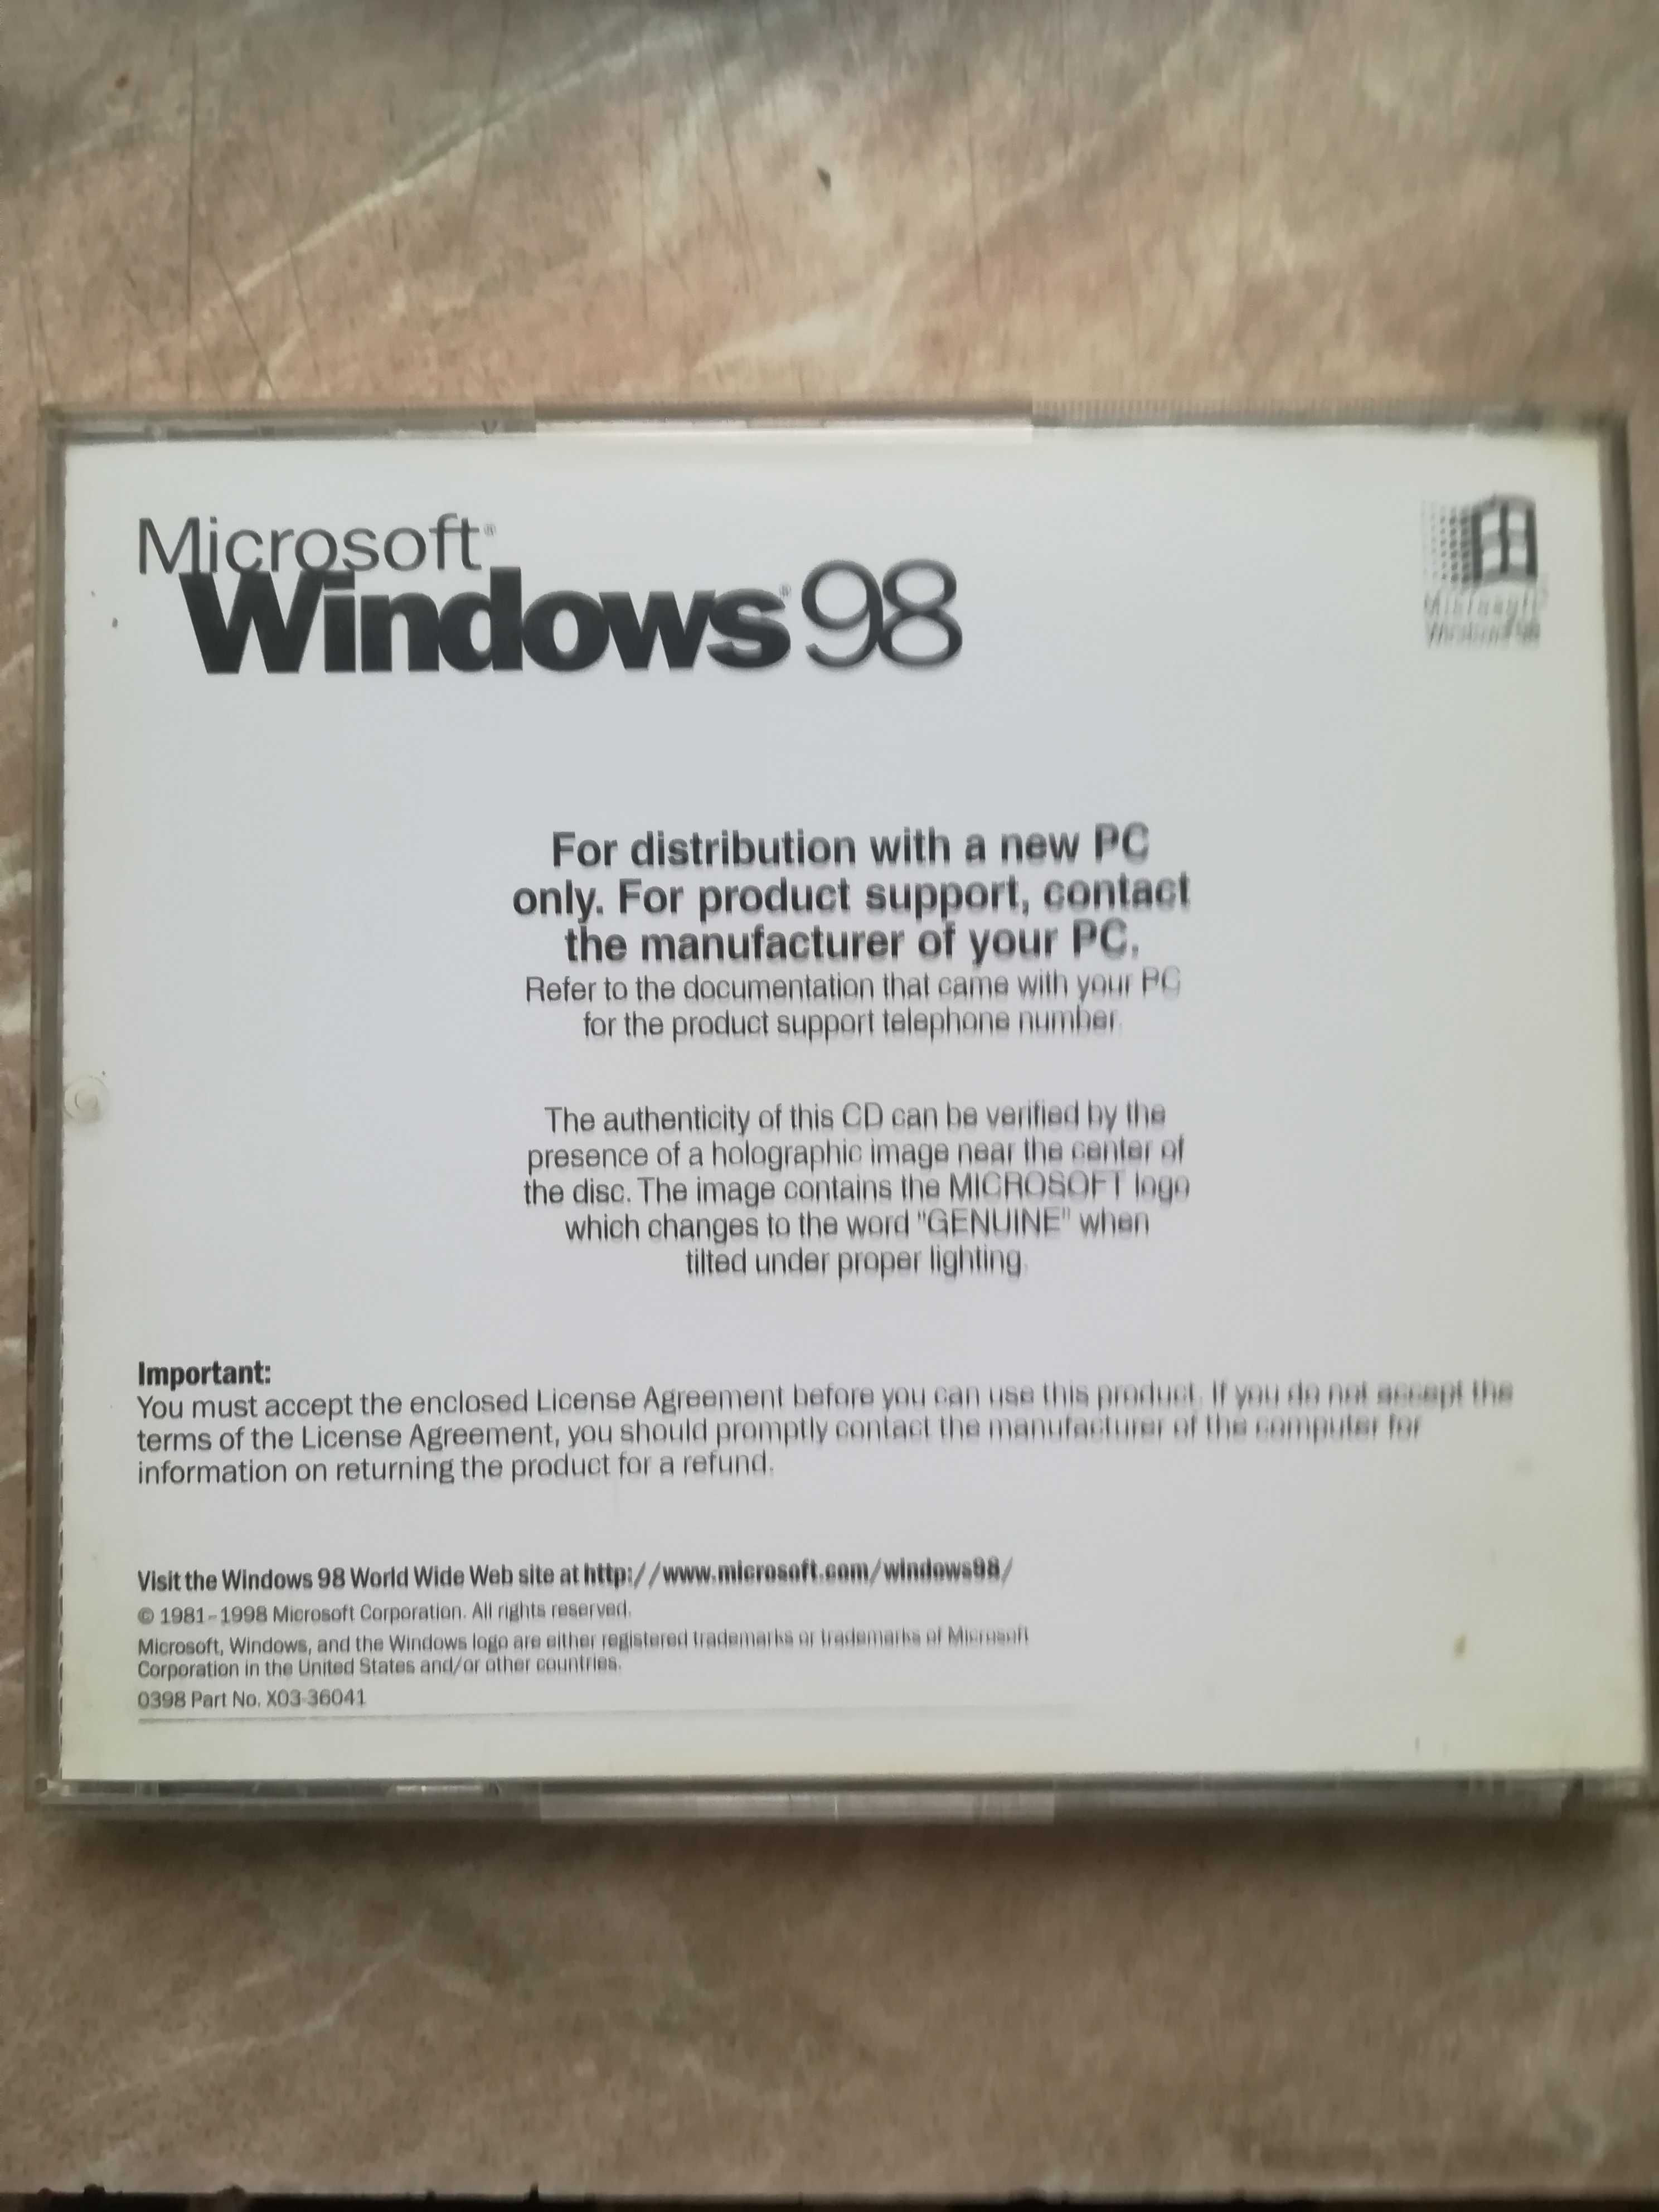 Microsoft®
Windows® 98
Microsoft®
Windows 98
For distribution with a new PC
only. For product support, contact
the manufacturer of your PC.
Refer to the documentation that came with your PC
for the product support telephone number.
The authenticity of this CD can be verified by the
presence of a holographic image near the center of
the disc. The image contains the MICROSOFT logo
which changes to the word "GENUINE" when
tilted under proper lighting.
Important:
You must accept the enclosed License Agreement before you can use this product. If you do not accept the
terms of the License Agreement, you should promptly contact the manufacturer of the computer for
information on returning the product for a refund.
Visit the Windows 98 World Wide Web site at http://www.microsoft.com/windows98/
© 1981-1998 Microsoft Corporation. All rights reserved.
Microsoft, Windows, and the Windows logo are either registered trademarks or trademarks of Microsoft
Corporation in the United States and/or other countries.
0398 Part No. X03-36041